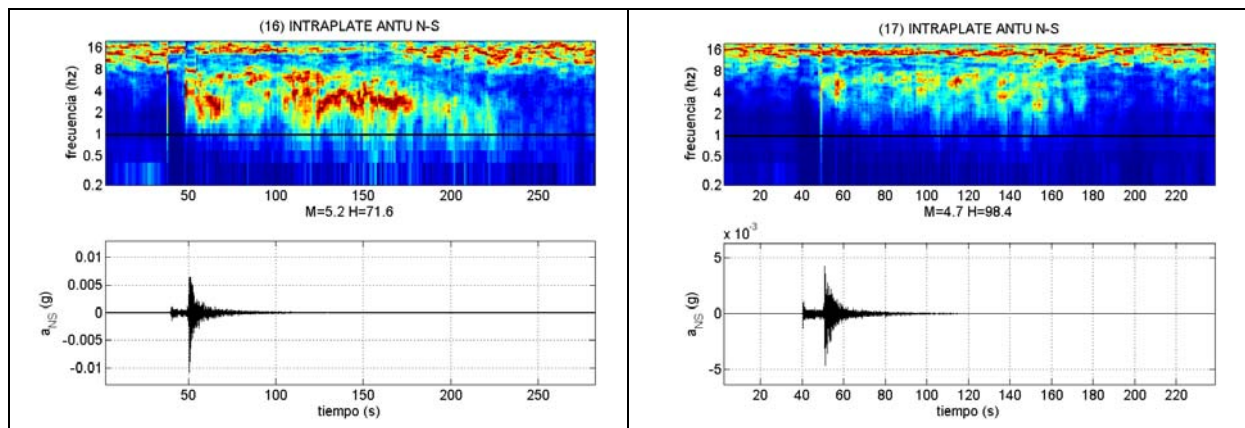 (16) INTRAPLATE ANTU N-S
frecuencia (hz)
16
8
4
2
1
0.5
0.2
50 100 150 200 250
M=5.2 H=71.6
a_NS (g)
0.01
0.005
0
-0.005
-0.01
50 100 150 200 250
tiempo (s)
(17) INTRAPLATE ANTU N-S
frecuencia (hz)
16
8
4
2
1
0.5
0.2
20 40 60 80 100 120 140 160 180 200 220
M=4.7 H=98.4
x 10^-3
a_NS (g)
5
0
-5
20 40 60 80 100 120 140 160 180 200 220
tiempo (s)